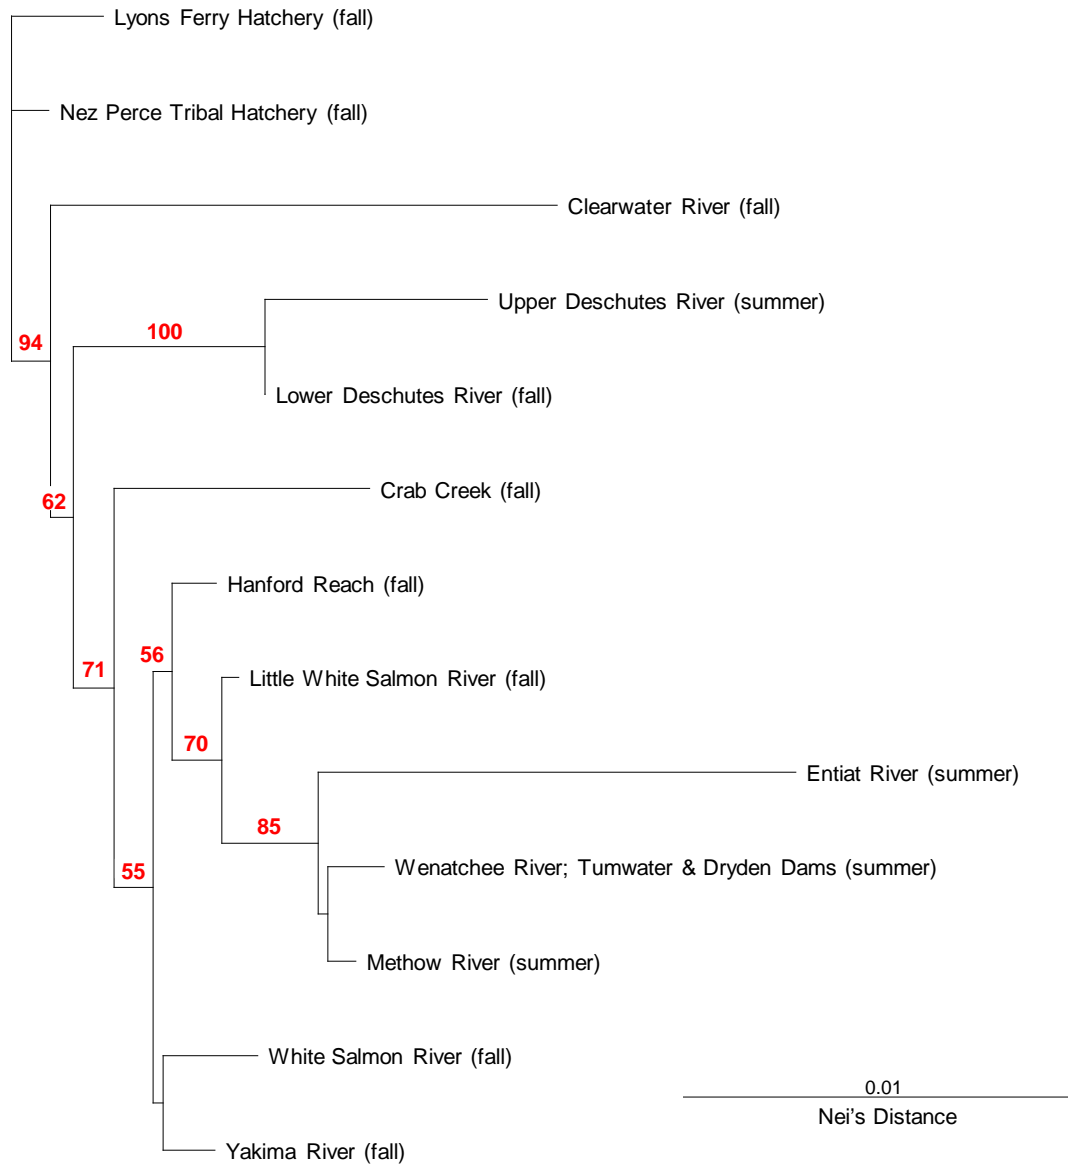 Lyons Ferry Hatchery (fall)
Nez Perce Tribal Hatchery (fall)
Clearwater River (fall)
Upper Deschutes River (summer)
100
94
Lower Deschutes River (fall)
Crab Creek (fall)
62
Hanford Reach (fall)
56
71
Little White Salmon River (fall)
70
Entiat River (summer)
85
Wenatchee River; Tumwater & Dryden Dams (summer)
55
Methow River (summer)
White Salmon River (fall)
0.01
Nei's Distance
Yakima River (fall)